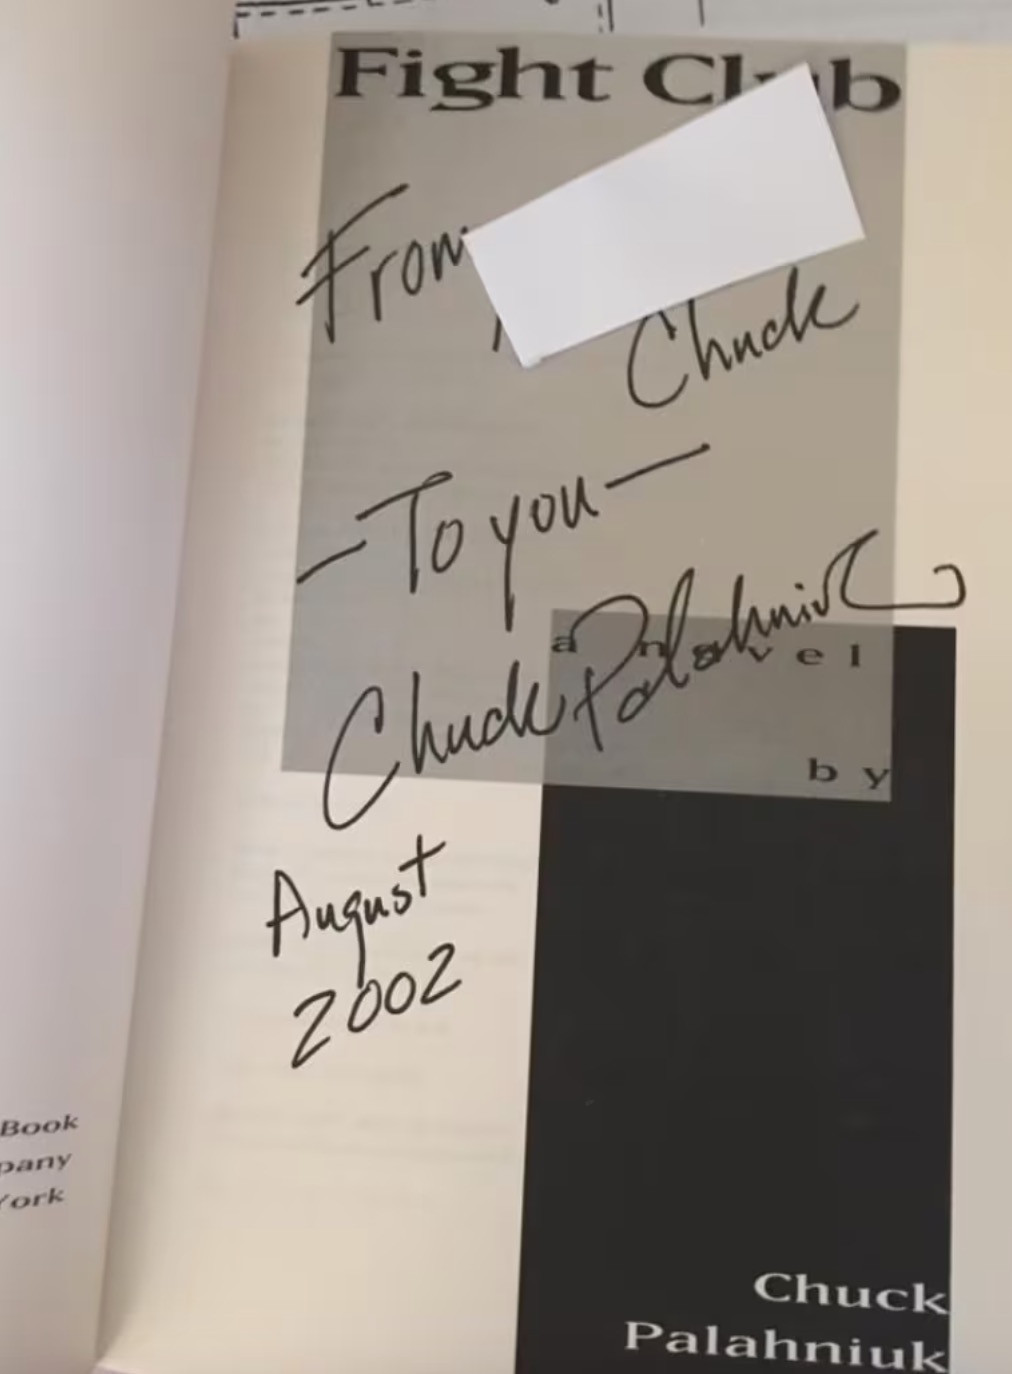 Fight Club
From
Chuck
—To you—
a novel
Chuck Palahniuk
by
August
2002
Book
pany
York
Chuck
Palahniuk